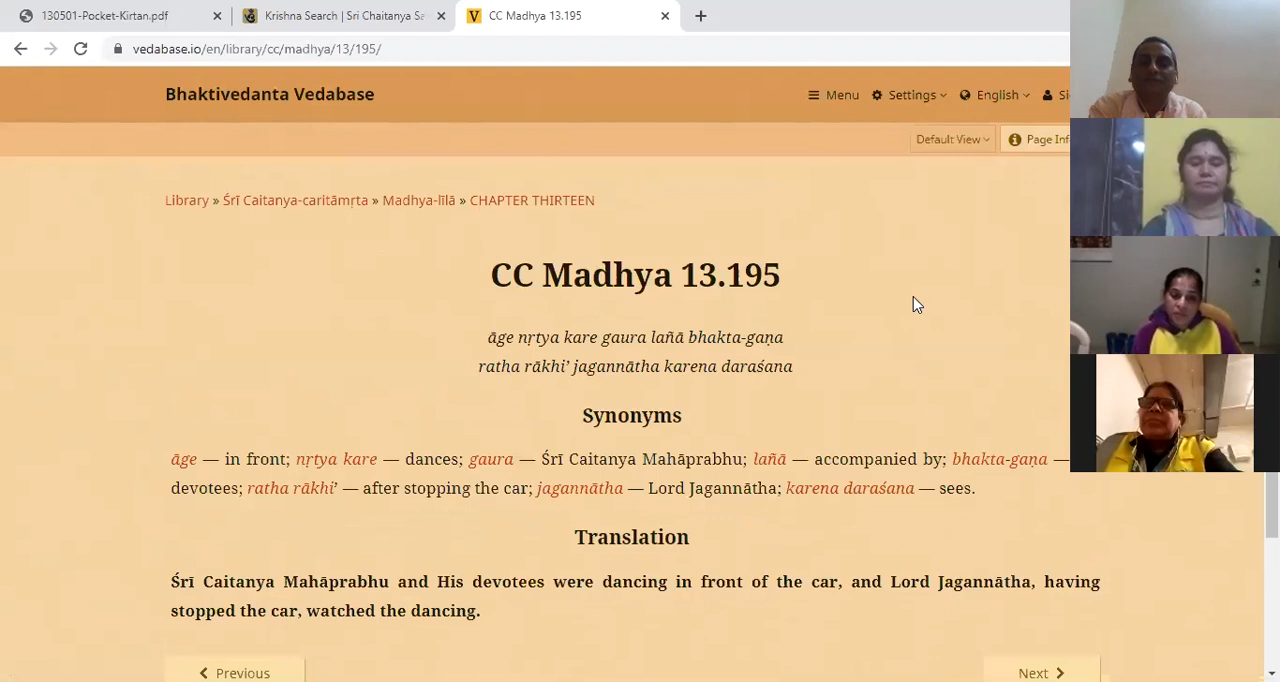 130501-Pocket-Kirtan.pdf
Krishna Search | Sri Chaitanya Sa
CC Madhya 13.195
vedabase.io/en/library/cc/madhya/13/195/
Bhaktivedanta Vedabase
Menu Settings English
Default View Page
Library » Śrī Caitanya-caritāmṛta » Madhya-līlā » CHAPTER THIRTEEN
CC Madhya 13.195
āge nṛtya kare gaura lañā bhakta-gaṇa
ratha rākhi’ jagannātha karena daraśana
Synonyms
āge — in front; nṛtya kare — dances; gaura — Śrī Caitanya Mahāprabhu; lañā — accompanied by; bhakta-gaṇa —
devotees; ratha rākhi’ — after stopping the car; jagannātha — Lord Jagannātha; karena daraśana — sees.
Translation
Śrī Caitanya Mahāprabhu and His devotees were dancing in front of the car, and Lord Jagannātha, having
stopped the car, watched the dancing.
Previous
Next